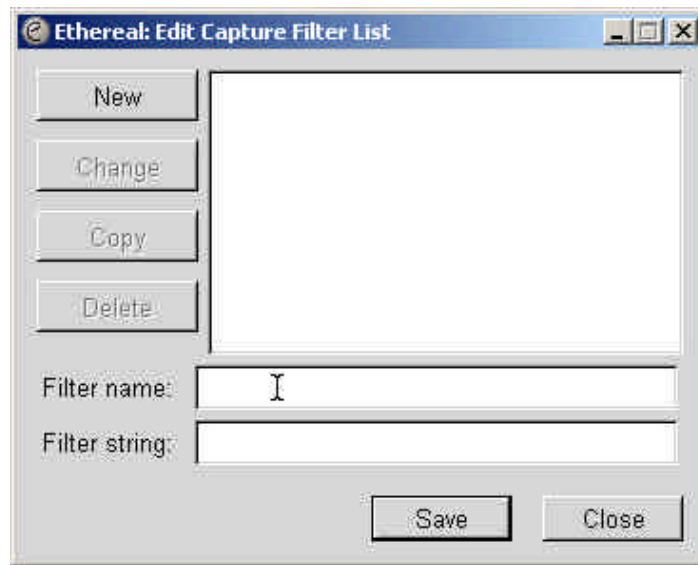 Ethereal: Edit Capture Filter List
New
Change
Copy
Delete
Filter name:
Filter string:
Save Close